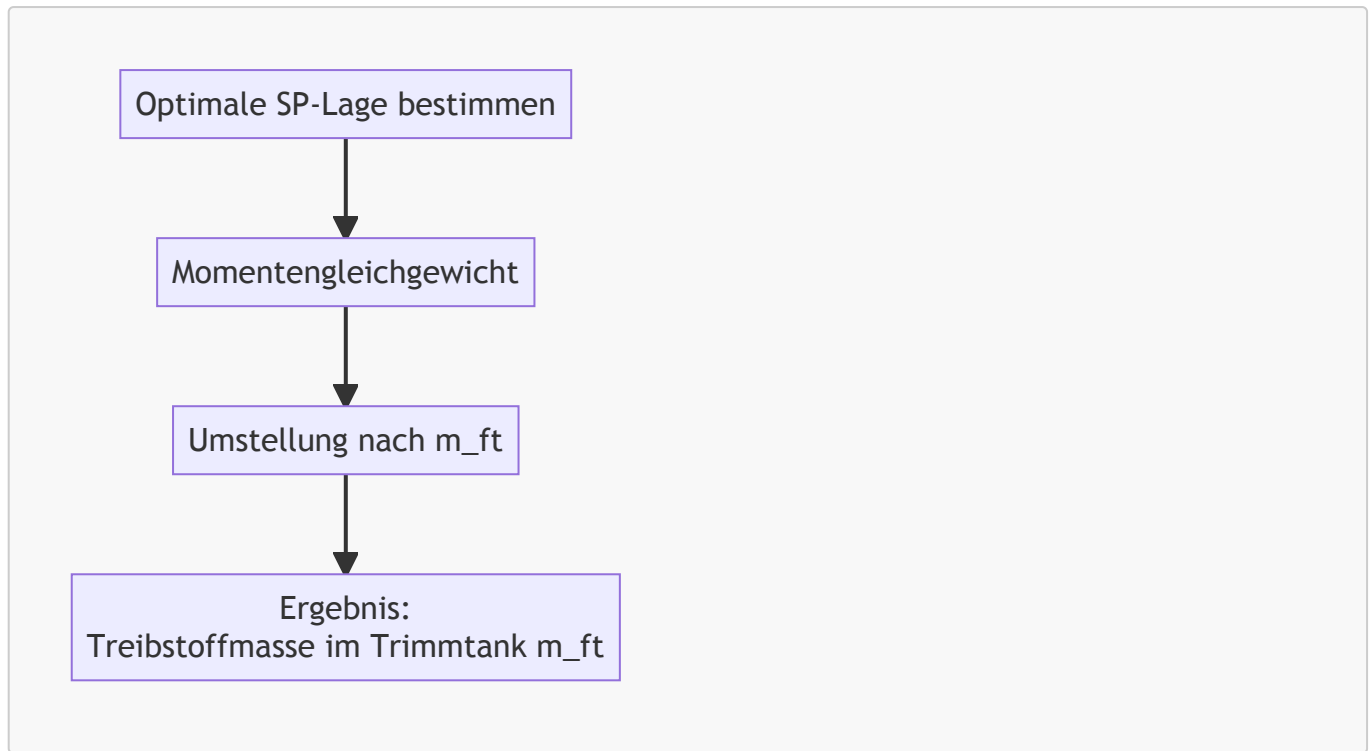 Optimale SP-Lage bestimmen
Momentengleichgewicht
Umstellung nach m_ft
Ergebnis:
Treibstoffmasse im Trimmtank m_ft